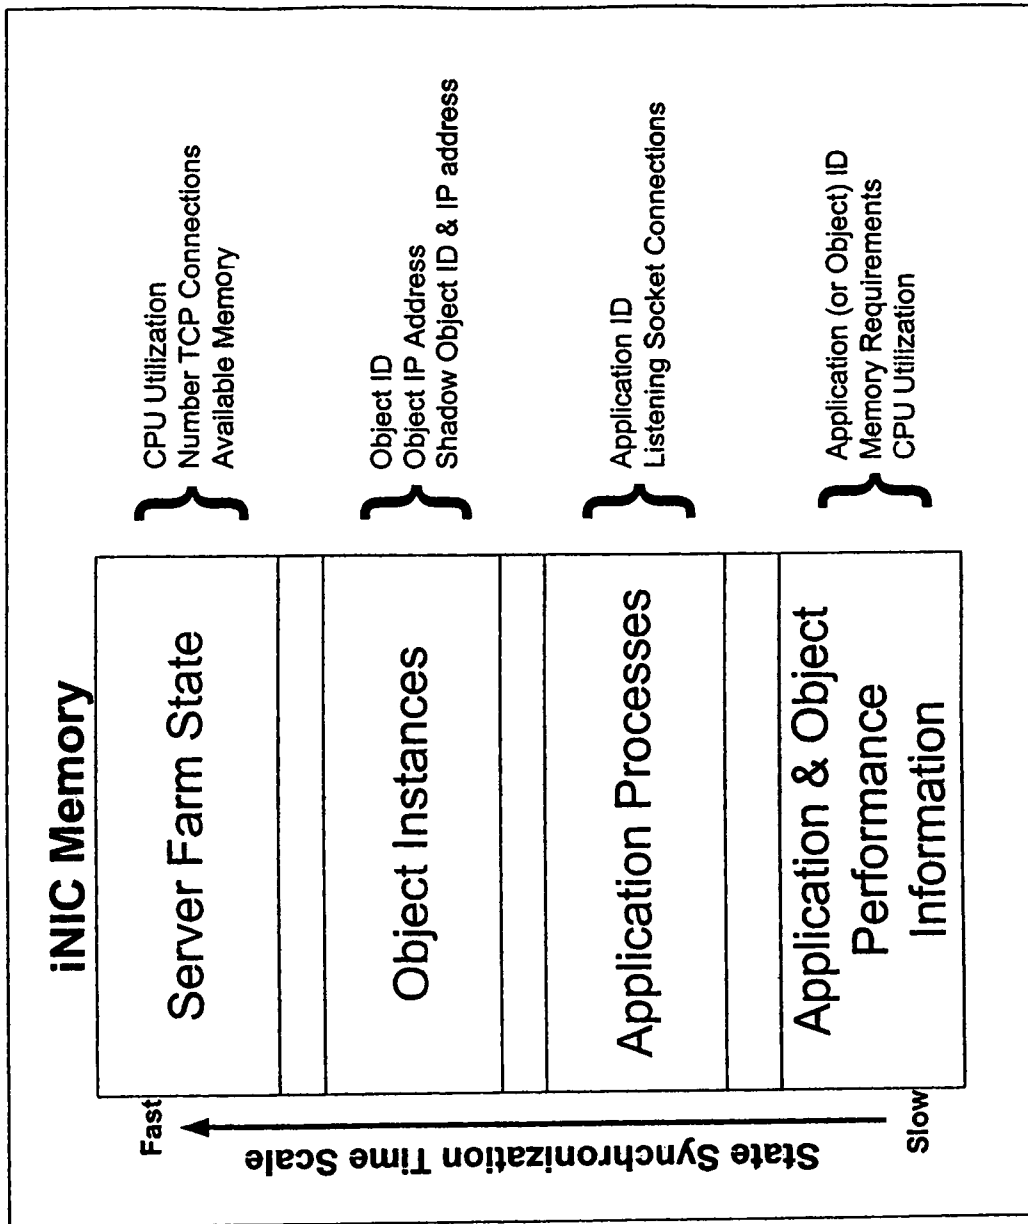 iNIC Memory
Fast
State Synchronization Time Scale
Slow
Server Farm State
CPU Utilization
Number TCP Connections
Available Memory
Object Instances
Object ID
Object IP Address
Shadow Object ID & IP address
Application Processes
Application ID
Listening Socket Connections
Application & Object
Performance
Information
Application (or Object) ID
Memory Requirements
CPU Utilization